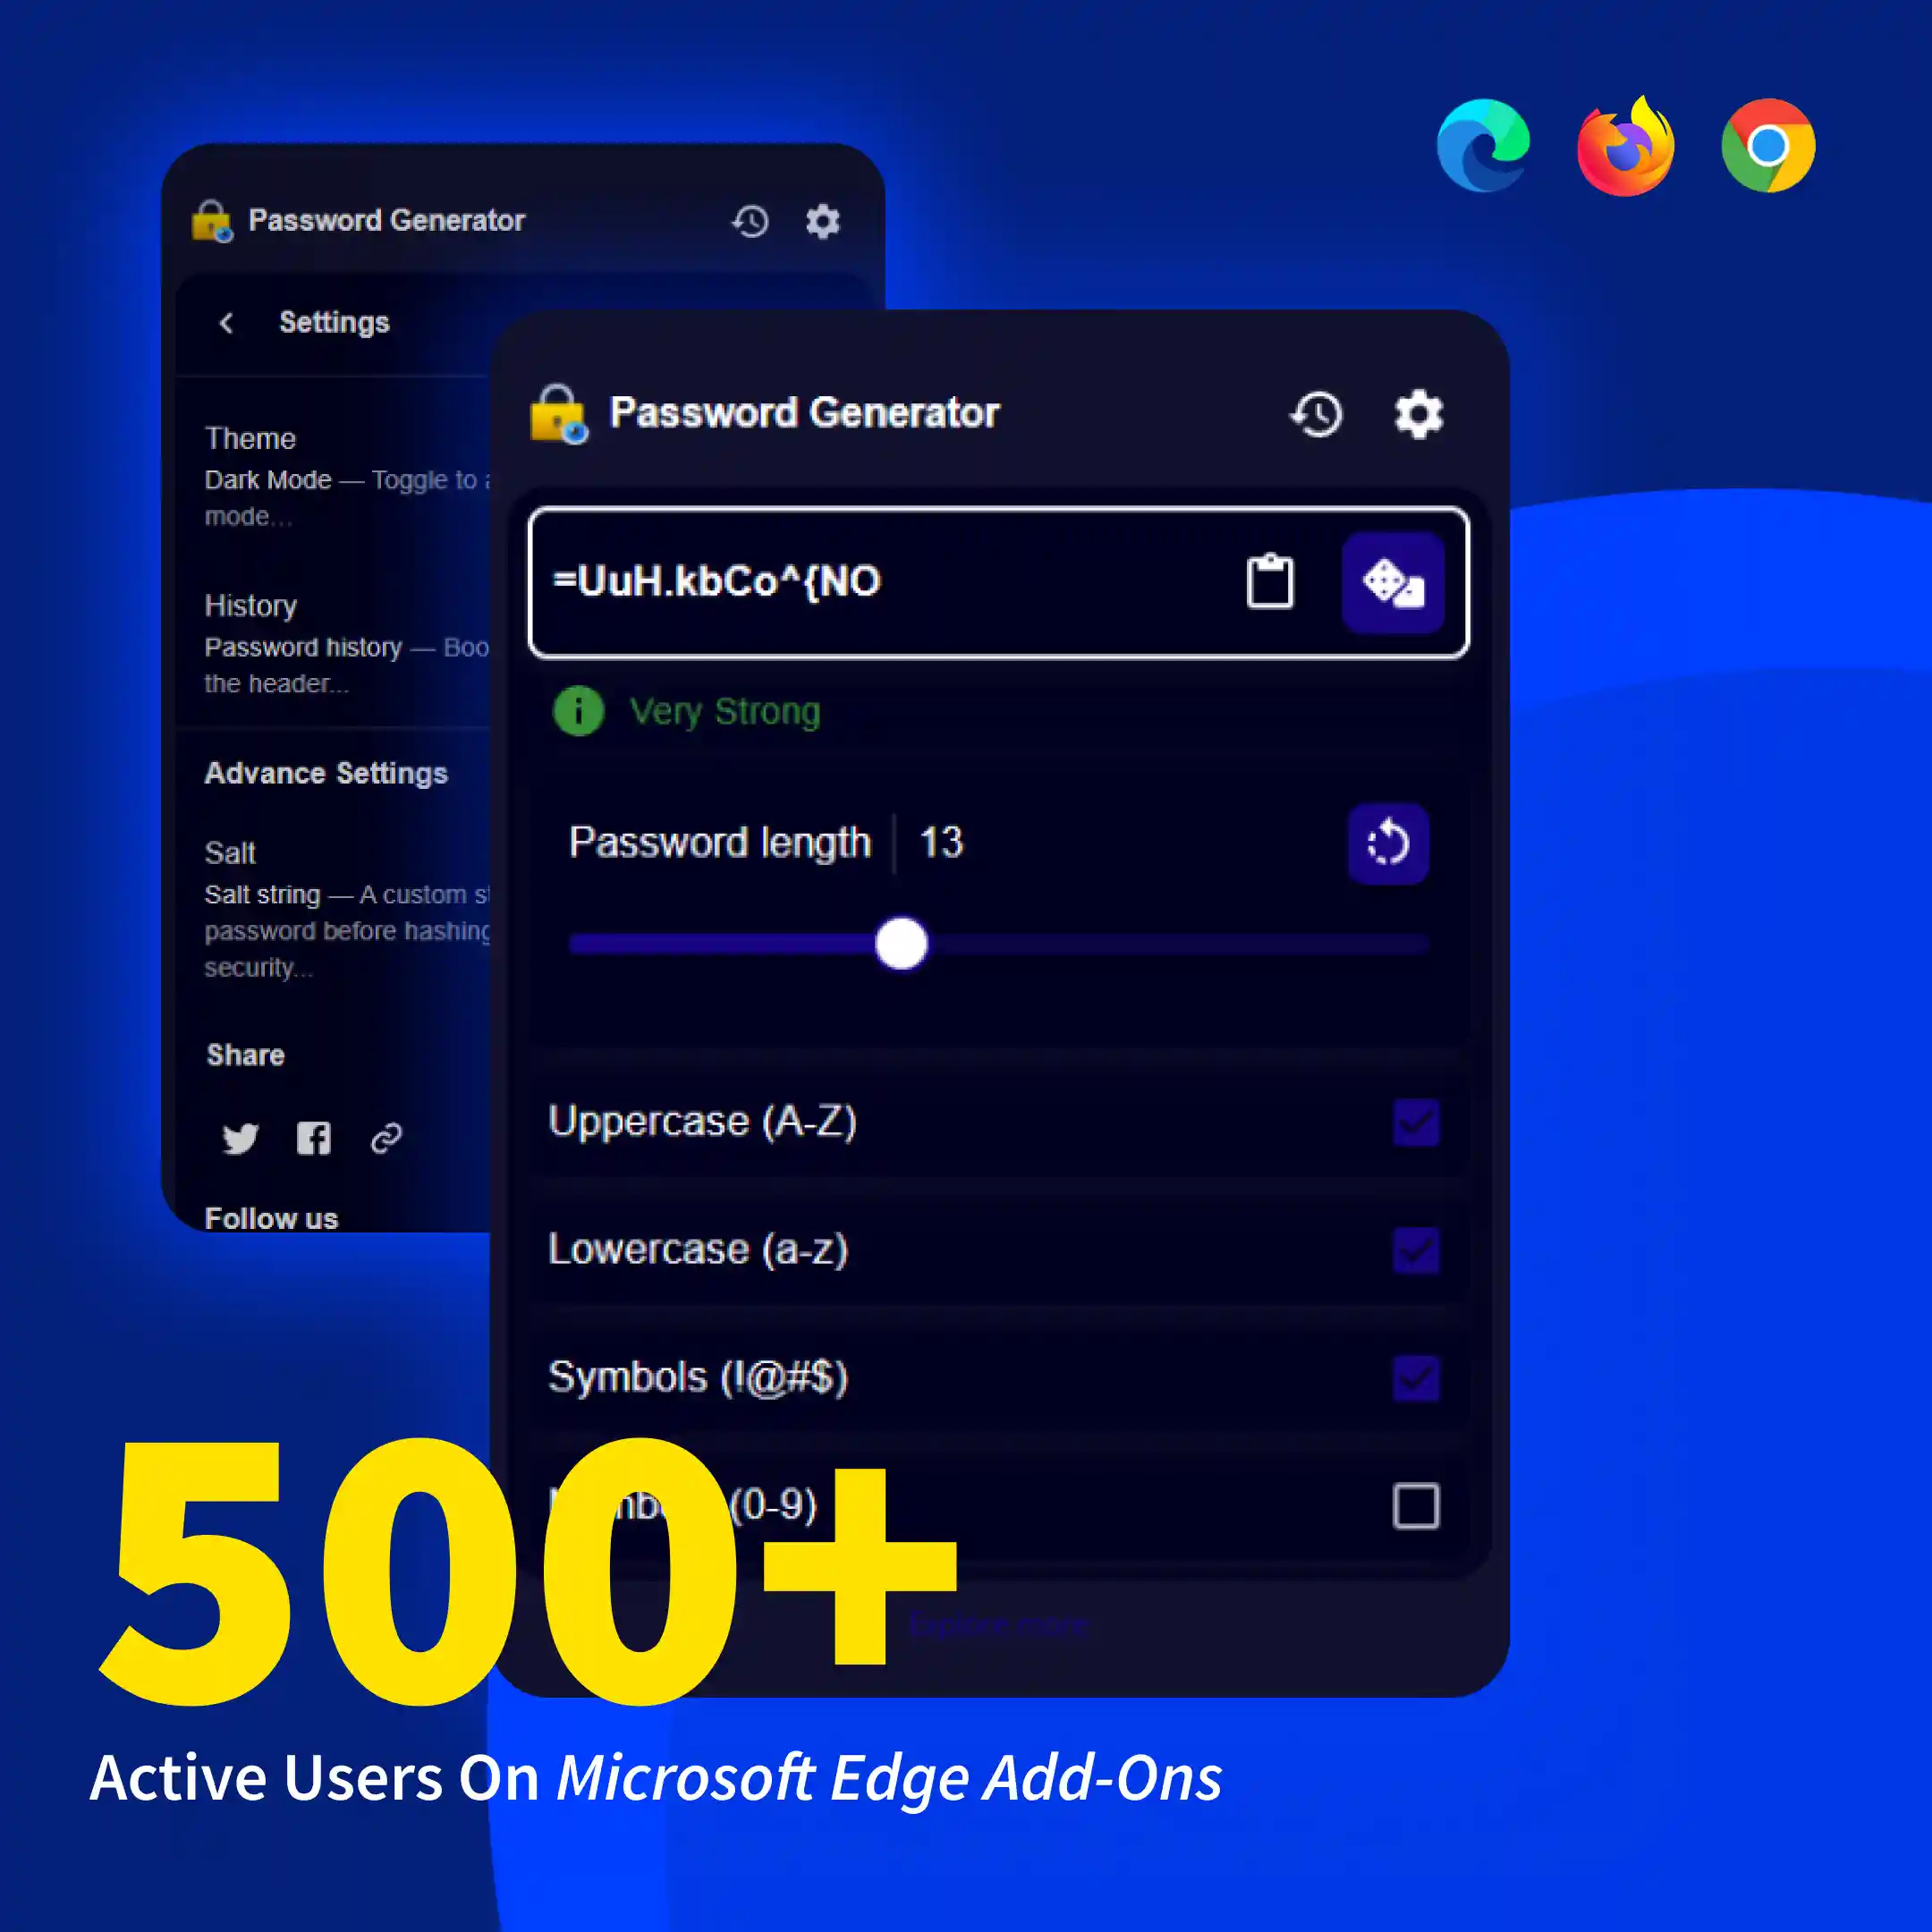 Password Generator
Settings
Theme
Dark Mode — Toggle to
mode...
History
Password history —
the header...
Advance Settings
Salt
Salt string — A custom
password before hashing
security...
Share
Follow us
Password Generator
=UuH.kbCo^{NO
Very Strong
Password length 13
Uppercase (A-Z)
Lowercase (a-z)
Symbols (!@#$)
(0-9)
Explore more
500+
Active Users On Microsoft Edge Add-Ons